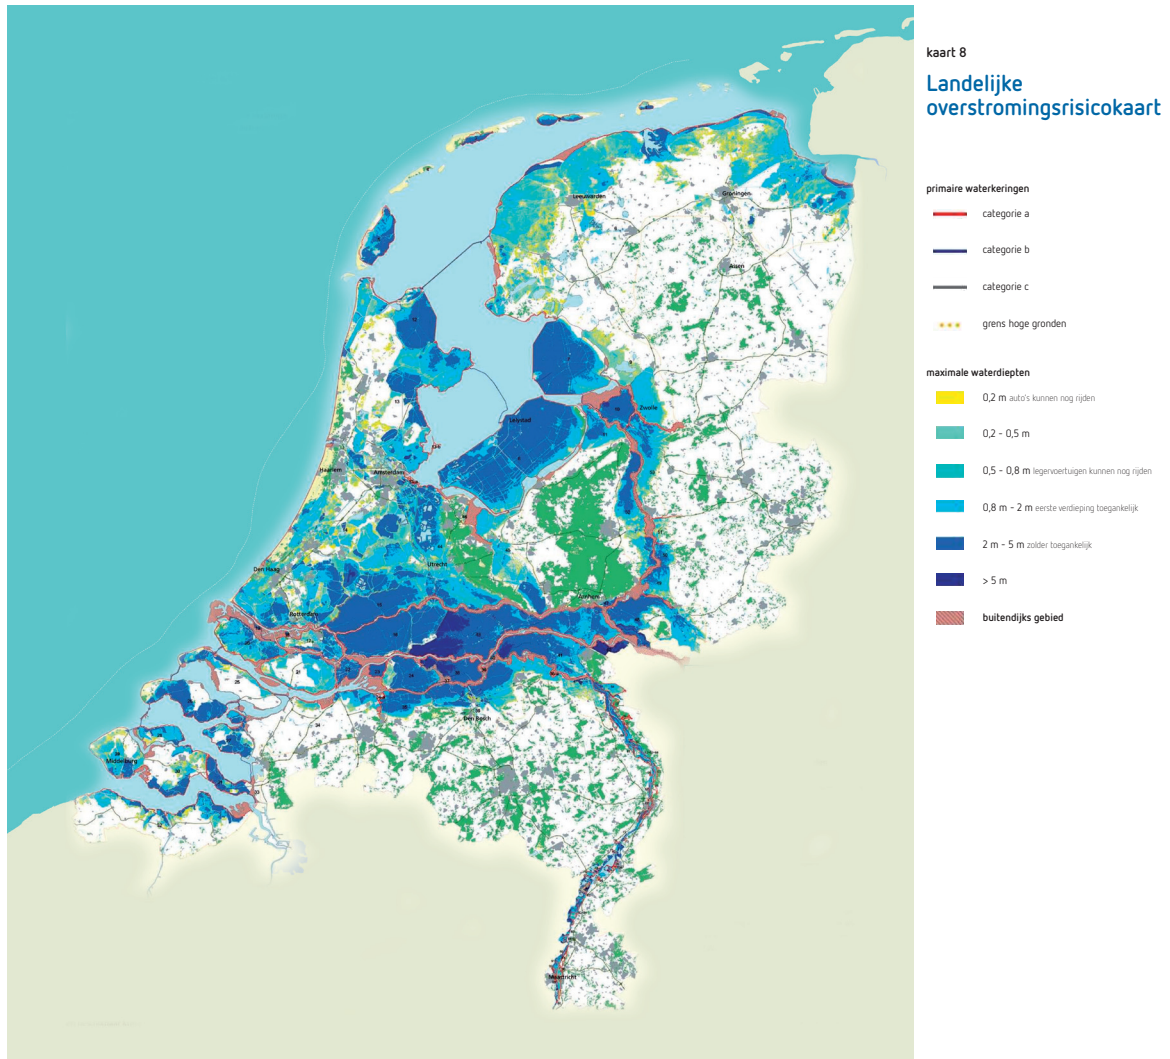 kaart 8
Landelijke
overstromingsrisicokaart
primaire waterkeringen
categorie a
categorie b
categorie c
grens hoge gronden
maximale waterdiepten
0,2 m auto's kunnen nog rijden
0,2 - 0,5 m
0,5 - 0,8 m legervoertuigen kunnen nog rijden
0,8 m - 2 m eerste verdieping toegankelijk
2 m - 5 m zolder toegankelijk
> 5 m
buitendijks gebied
Leeuwarden
Groningen
Assen
Zwolle
Lelystad
Haarlem
Amsterdam
Utrecht
Den Haag
Arnhem
Rotterdam
Den Bosch
Middelburg
Maastricht